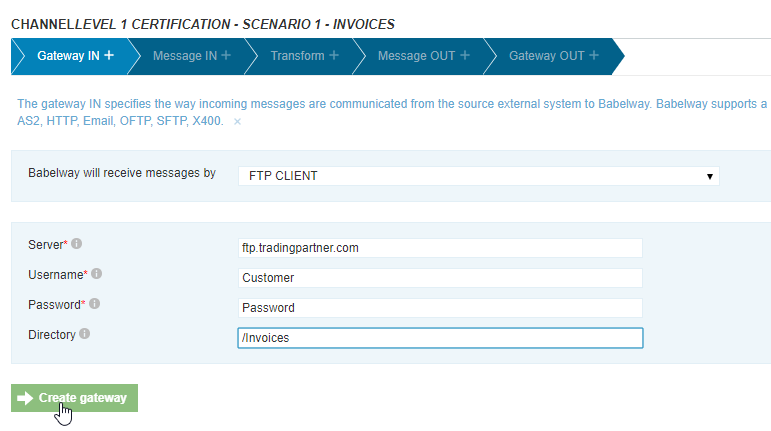 CHANNEL LEVEL 1 CERTIFICATION - SCENARIO 1 - INVOICES
Gateway IN + Message IN + Transform + Message OUT + Gateway OUT +
The gateway IN specifies the way incoming messages are communicated from the source external system to Babelway. Babelway supports a
AS2, HTTP, Email, OFTP, SFTP, X400. ×
Babelway will receive messages by FTP CLIENT
Server* ftp.tradingpartner.com
Username* Customer
Password* Password
Directory /Invoices
Create gateway